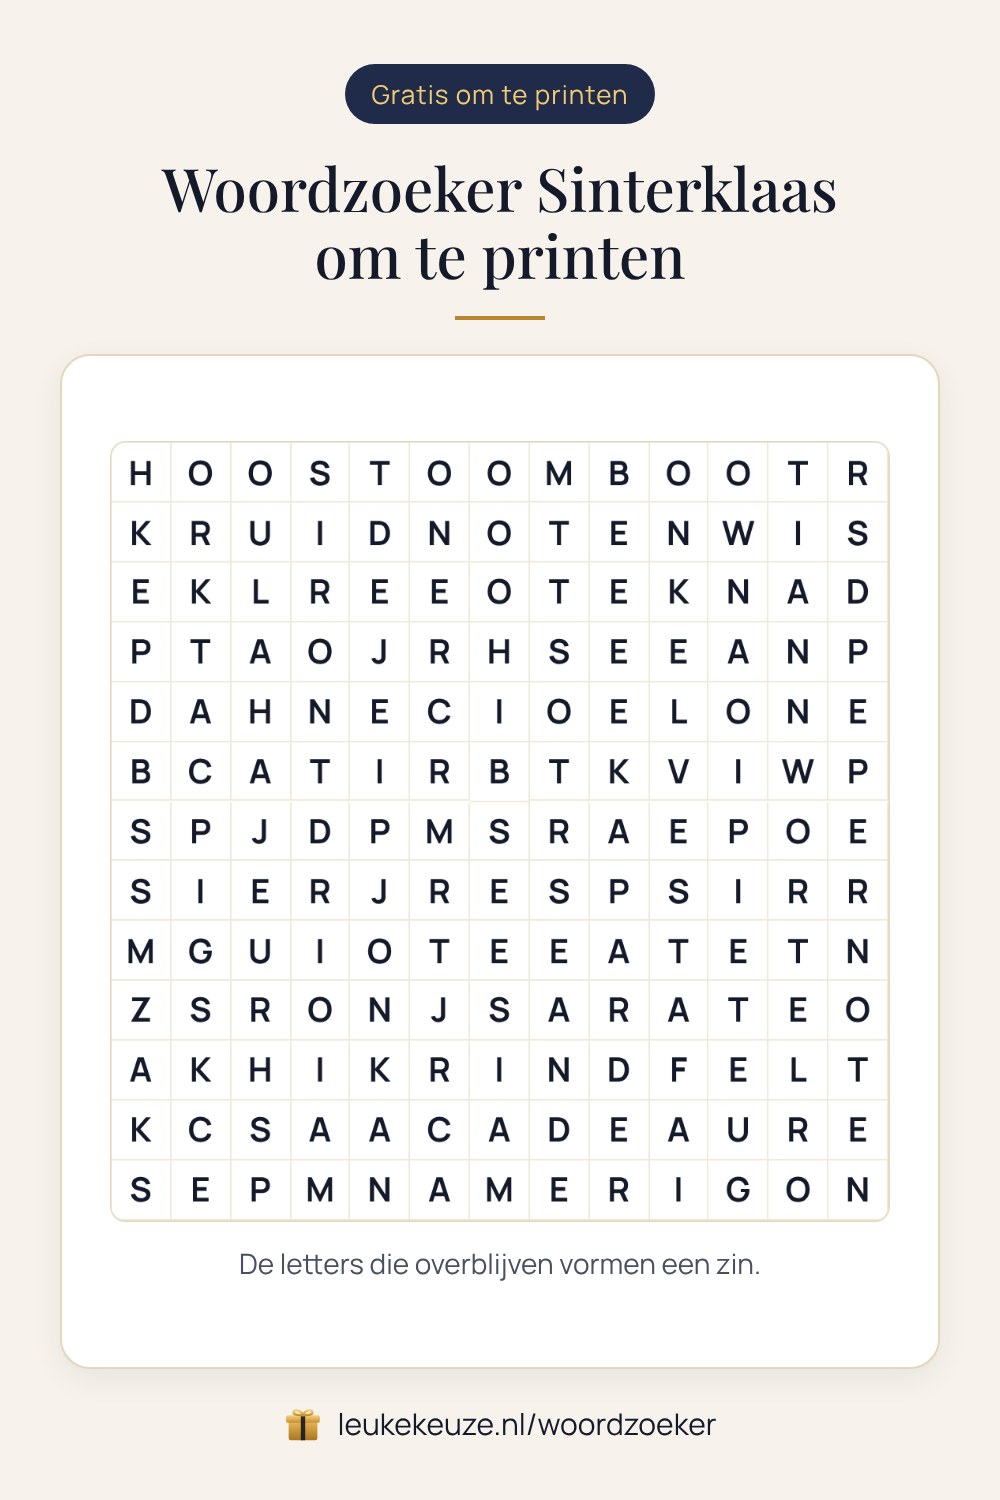 Gratis om te printen
Woordzoeker Sinterklaas
om te printen
H O O S T O O M B O O T R
K R U I D N O T E N W I S
E K L R E E O T E K N A D
P T A O J R H S E E A N P
D A H N E C I O E L O N E
B C A T I R B T K V I W P
S P J D P M S R A E P O E
S I E R J R E S P S I R R
M G U I O T E E A T E T N
Z S R O N J S A R A T E O
A K H I K R I N D F E L T
K C S A A C A D E A U R E
S E P M N A M E R I G O N
De letters die overblijven vormen een zin.
leukekeuze.nl/woordzoeker